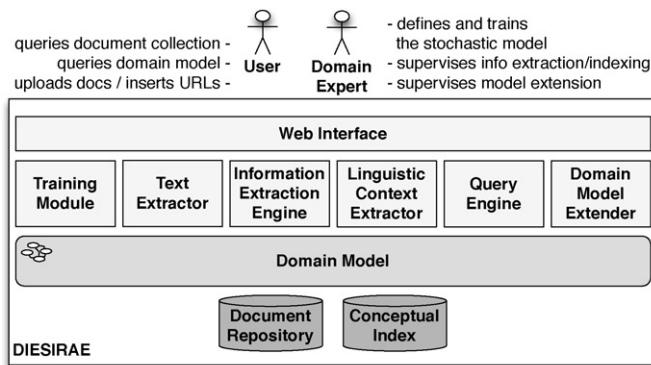 queries document collection -
queries domain model -
uploads docs / inserts URLs -
User
Domain
Expert
- defines and trains
the stochastic model
- supervises info extraction/indexing
- supervises model extension
Web Interface
Training
Module
Text
Extractor
Information
Extraction
Engine
Linguistic
Context
Extractor
Query
Engine
Domain
Model
Extender
Domain Model
Document
Repository
Conceptual
Index
DIESIRAE